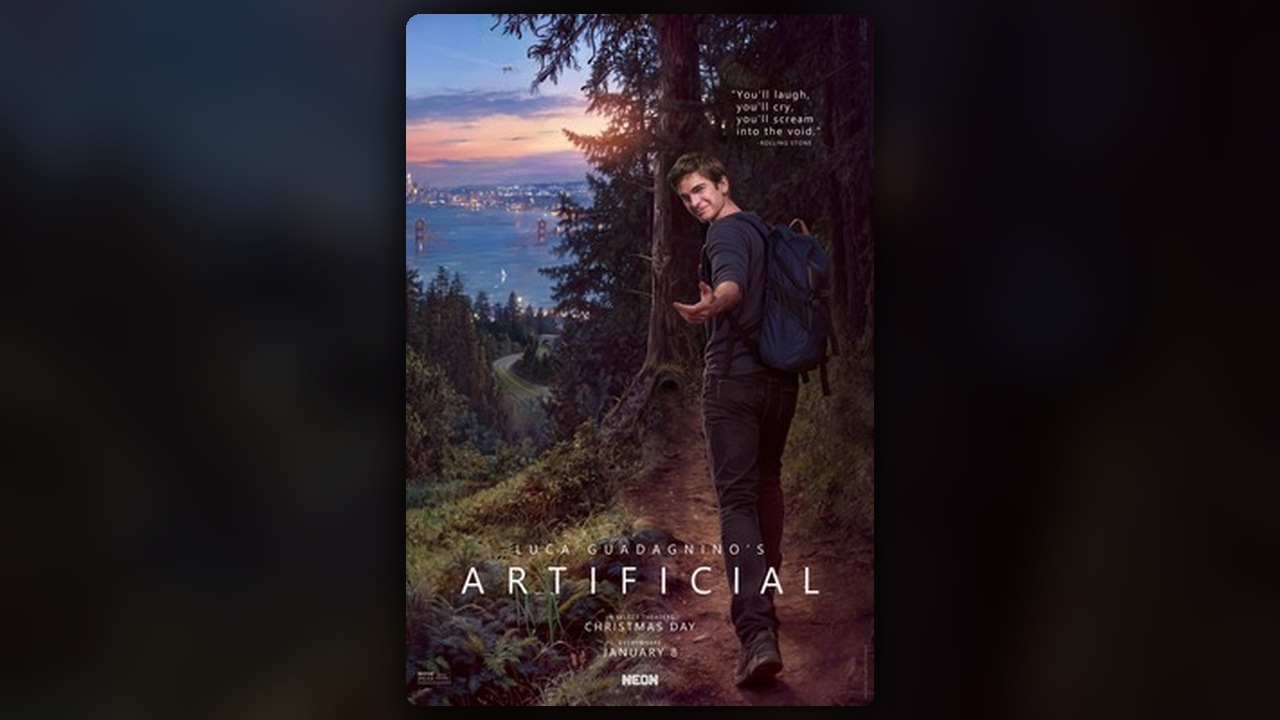 "You'll laugh,
you'll cry,
you'll scream
into the void."
-ROLLING STONE
LUCA GUADAGNINO'S
ARTIFICIAL
IN SELECT THEATERS
CHRISTMAS DAY
EVERYWHERE
JANUARY 8
NEON